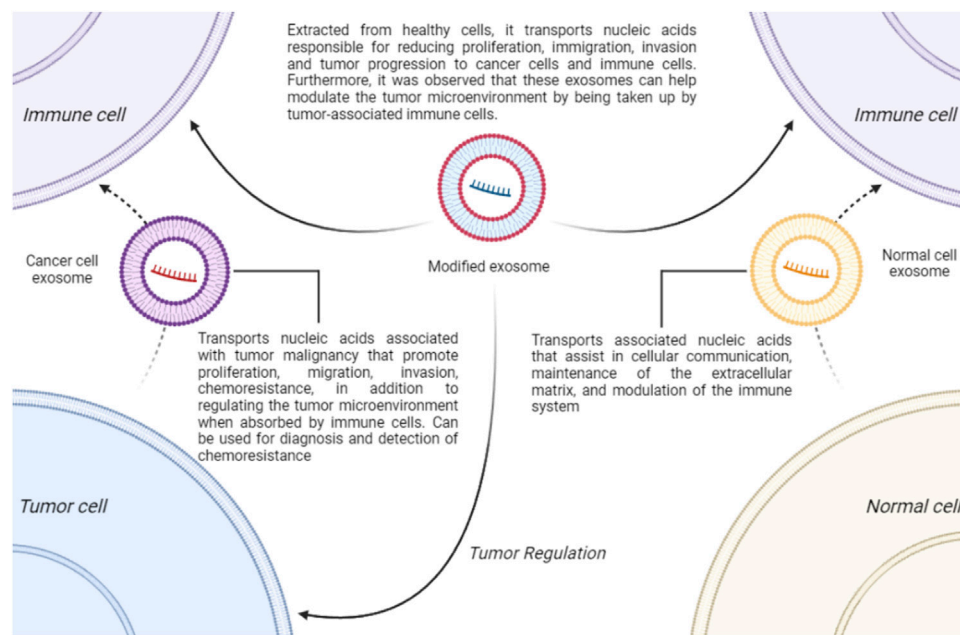 Extracted from healthy cells, it transports nucleic acids
responsible for reducing proliferation, immigration, invasion
and tumor progression to cancer cells and immune cells.
Furthermore, it was observed that these exosomes can help
modulate the tumor microenvironment by being taken up by
tumor-associated immune cells.
Immune cell
Immune cell
Cancer cell
exosome
Modified exosome
Normal cell
exosome
Transports nucleic acids associated
with tumor malignancy that promote
proliferation, migration, invasion,
chemoresistance, in addition to
regulating the tumor microenvironment
when absorbed by immune cells. Can
be used for diagnosis and detection of
chemoresistance
Transports associated nucleic acids
that assist in cellular communication,
maintenance of the extracellular
matrix, and modulation of the immune
system
Tumor cell
Normal cell
Tumor Regulation